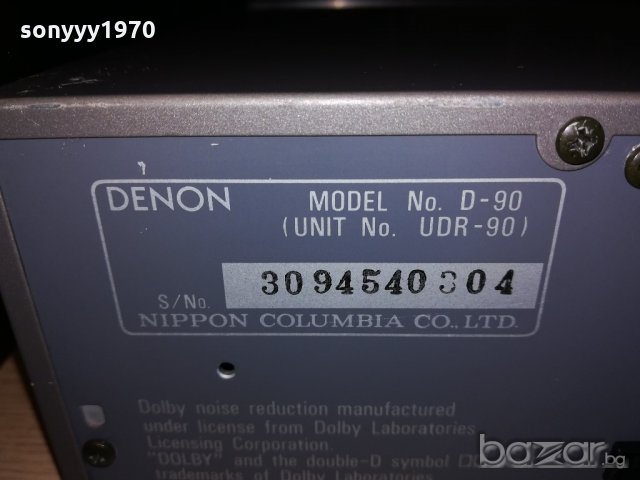 sonyyy1970
DENON MODEL No. D-90
(UNIT No. UDR-90)
S/No. 3094540304
NIPPON COLUMBIA CO., LTD.
Dolby noise reduction manufactured
under license from Dolby Laboratories
Licensing Corporation.
"DOLBY" and the double-D symbol
trademarks of Dolby Laboratories
Bazar.bg